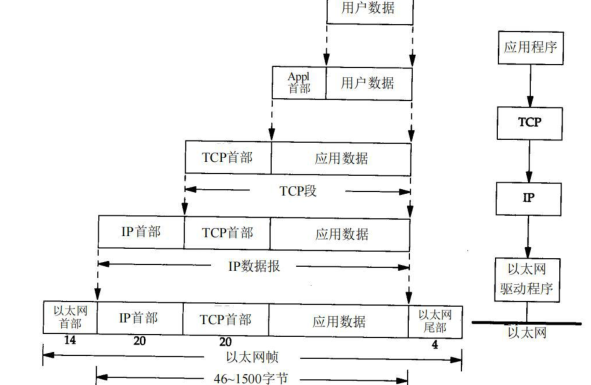 用户数据
应用程序
Appl
首部
用户数据
TCP
TCP首部
应用数据
TCP段
IP
IP首部
TCP首部
应用数据
IP数据报
以太网
驱动程序
以太网
首部
IP首部
TCP首部
应用数据
以太网
尾部
以太网
14
20
20
4
以太网帧
46~1500字节